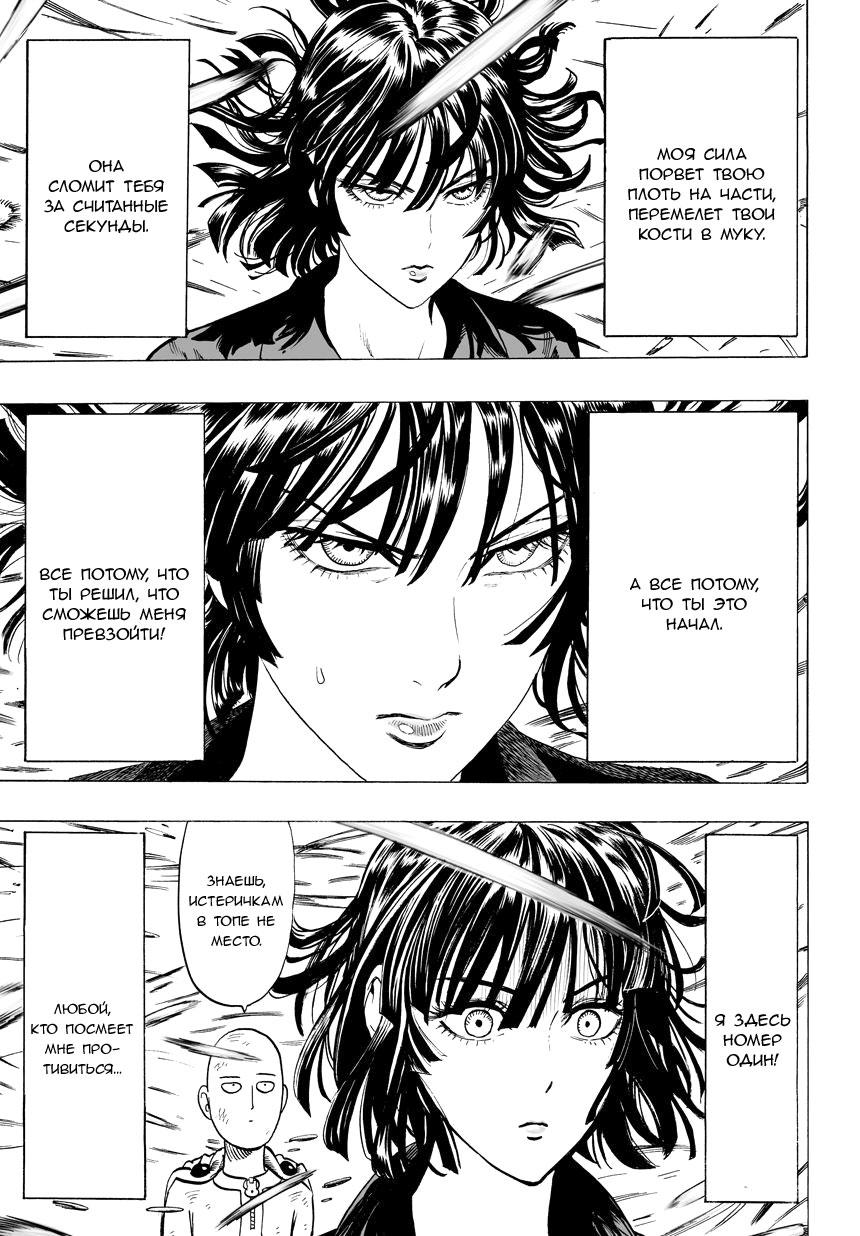 МОЯ СИЛА
ПОРВЕТ ТВОЮ
ПЛОТЬ НА ЧАСТИ,
ПЕРЕМЕЛЕТ ТВОИ
КОСТИ В МУКУ.
ОНА
СЛОМИТ ТЕБЯ
ЗА СЧИТАННЫЕ
СЕКУНДЫ.
А ВСЕ ПОТОМУ,
ЧТО ТЫ ЭТО
НАЧАЛ.
ВСЕ ПОТОМУ, ЧТО
ТЫ РЕШИЛ, ЧТО
СМОЖЕШЬ МЕНЯ
ПРЕВЗОЙТИ!
Я ЗДЕСЬ
НОМЕР
ОДИН!
ЗНАЕШЬ,
ИСТЕРИЧКАМ
В ТОПЕ НЕ
МЕСТО.
ЛЮБОЙ,
КТО ПОСМЕЕТ
МНЕ ПРО-
ТИВИТЬСЯ...